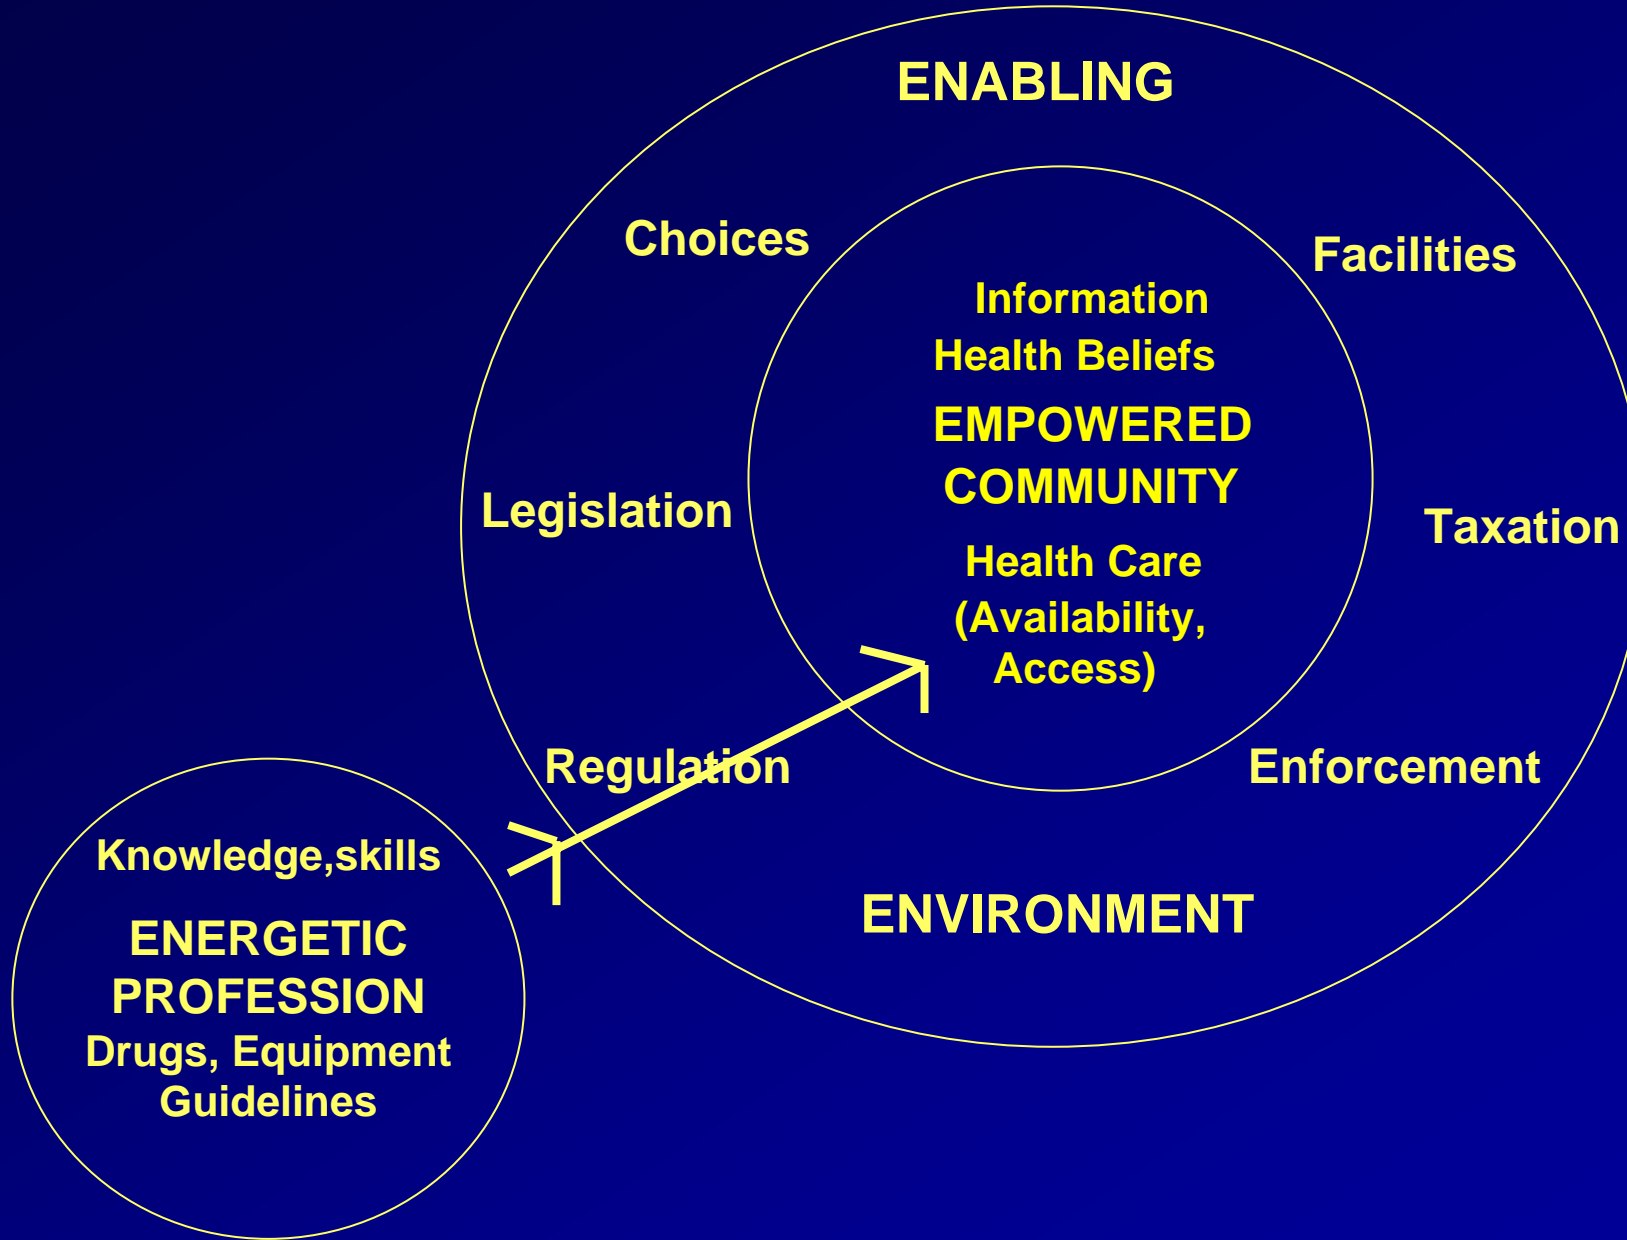 ENABLING
Choices
Facilities
Information
Health Beliefs
EMPOWERED
COMMUNITY
Legislation
Taxation
Health Care
(Availability,
Access)
Regulation
Enforcement
Knowledge,skills
ENVIRONMENT
ENERGETIC
PROFESSION
Drugs, Equipment
Guidelines